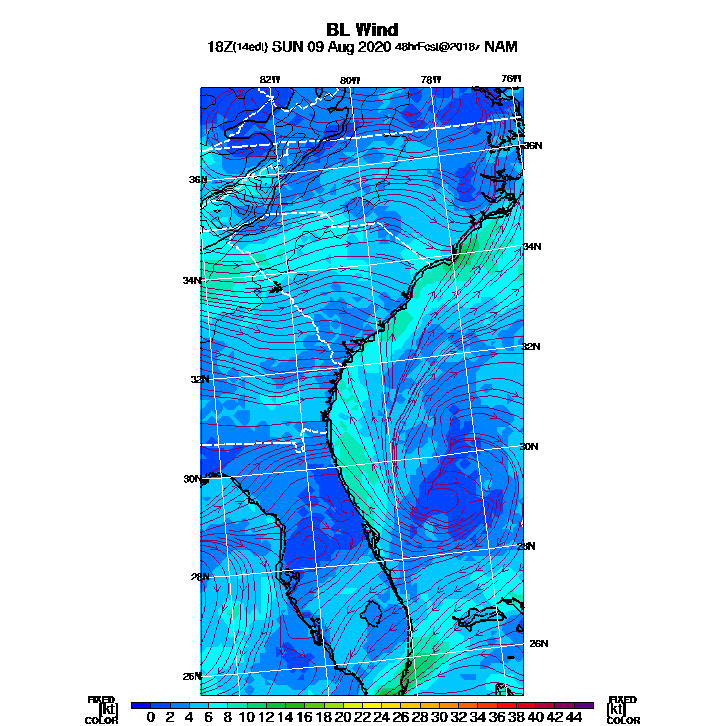 BL Wind
18Z(14edt) SUN 09 Aug 2020 48hrFcst@2018z NAM
82W 80W 78W 76W
36N 36N
34N 34N
32N 32N
30N 30N
28N 28N
26N 26N
FIXED FIXED
[kt] 0 2 4 6 8 10 12 14 16 18 20 22 24 26 28 30 32 34 36 38 40 42 44 [kt]
COLOR COLOR